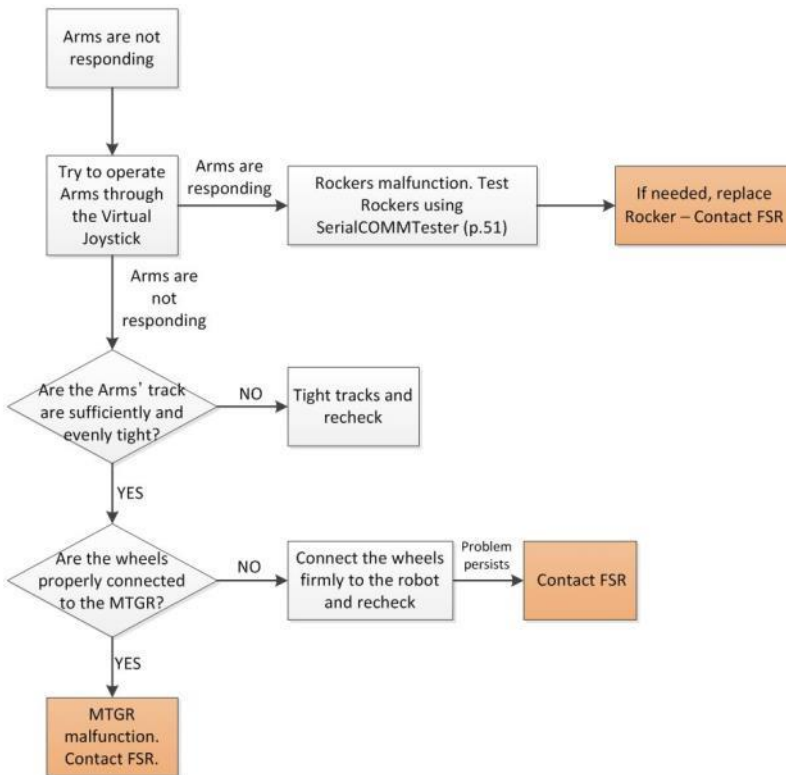 Arms are not
responding
Try to operate
Arms through
the Virtual
Joystick
Arms are
responding
Rockers malfunction. Test
Rockers using
SerialCOMMTester (p.51)
If needed, replace
Rocker – Contact FSR
Arms are
not
responding
Are the Arms’ track
are sufficiently and
evenly tight?
NO
Tight tracks and
recheck
YES
Are the wheels
properly connected
to the MTGR?
NO
Connect the wheels
firmly to the robot
and recheck
Problem
persists
Contact FSR
YES
MTGR
malfunction.
Contact FSR.